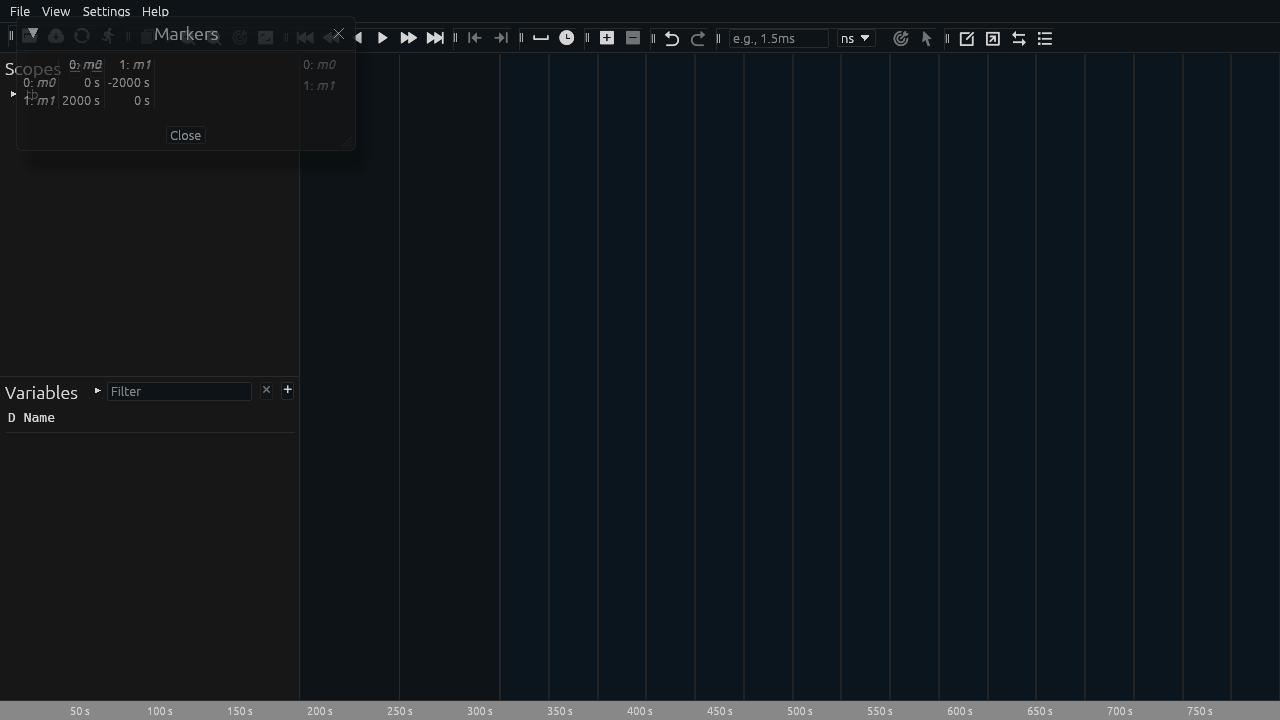 File View Settings Help
Markers
e.g., 1.5ms
ns
Scopes
0: m0 1: m1
0: m0 0 s -2000 s
1: m1 2000 s 0 s
tb
0: m0
1: m1
Close
Variables
Filter
D Name
50 s 100 s 150 s 200 s 250 s 300 s 350 s 400 s 450 s 500 s 550 s 600 s 650 s 700 s 750 s